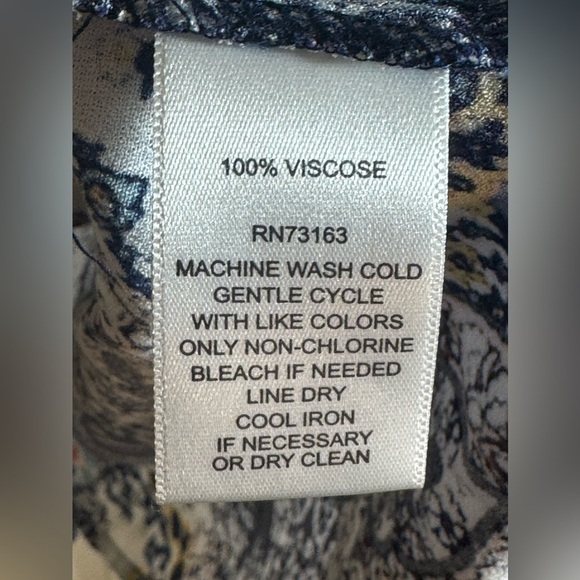 100% VISCOSE
RN73163
MACHINE WASH COLD
GENTLE CYCLE
WITH LIKE COLORS
ONLY NON-CHLORINE
BLEACH IF NEEDED
LINE DRY
COOL IRON
IF NECESSARY
OR DRY CLEAN